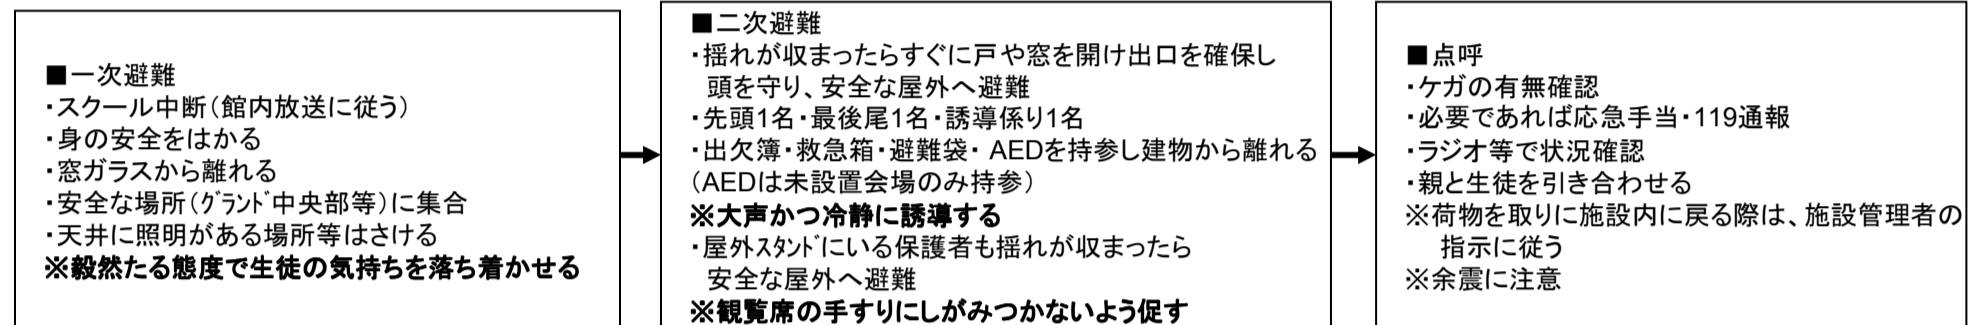 ■一次避難
・スクール中断(館内放送に従う)
・身の安全をはかる
・窓ガラスから離れる
・安全な場所(グランド中央部等)に集合
・天井に照明がある場所等はさける
※毅然たる態度で生徒の気持ちを落ち着かせる
■二次避難
・揺れが収まったらすぐに戸や窓を開け出口を確保し
頭を守り、安全な屋外へ避難
・先頭1名・最後尾1名・誘導係り1名
・出欠簿・救急箱・避難袋・ AEDを持参し建物から離れる
(AEDは未設置会場のみ持参)
※大声かつ冷静に誘導する
・屋外スタンドにいる保護者も揺れが収まったら
安全な屋外へ避難
※観覧席の手すりにしがみつかないよう促す
■点呼
・ケガの有無確認
・必要であれば応急手当・119通報
・ラジオ等で状況確認
・親と生徒を引き合わせる
※荷物を取りに施設内に戻る際は、施設管理者の
指示に従う
※余震に注意